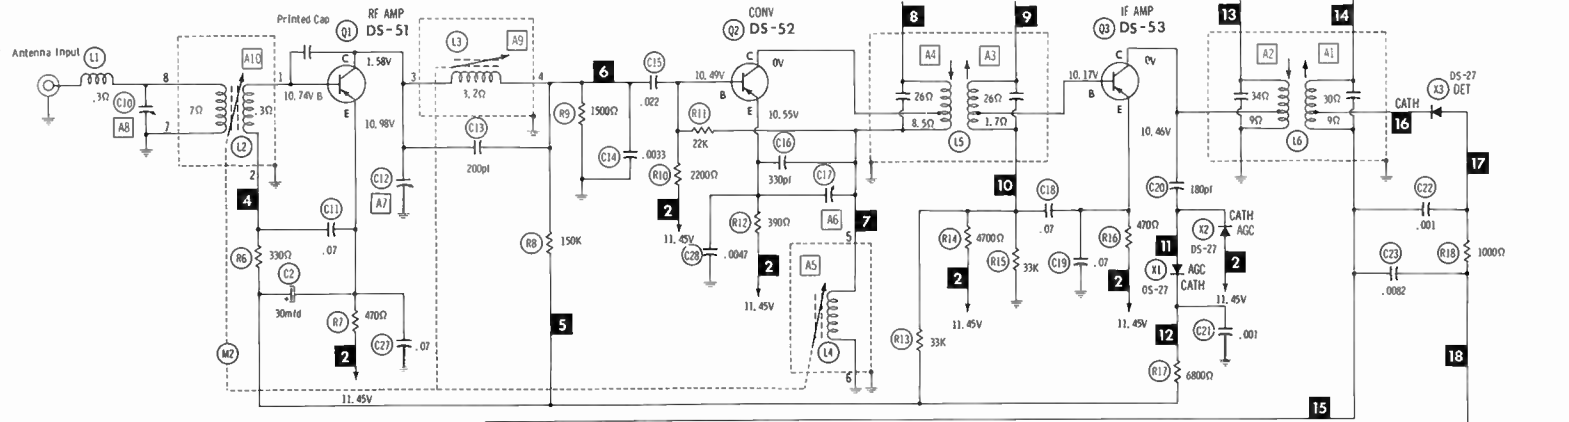 Antenna Input
L1
.3Ω
8
C10
A8
7
7Ω
A10
3Ω
L2
1
2
4
Printed Cap
Q1
RF AMP
DS-51
C
1.58V
10.74V B
E
10.98V
C11
.07
R6
330Ω
C2
+
30mfd
R7
470Ω
2
11.45V
C27
.07
M2
C12
A7
3
L3
A9
3.2Ω
4
C13
200pf
R8
150K
5
6
R9
1500Ω
C14
.0033
C15
.022
Q2
CONV
DS-52
C
0V
10.49V
B
E
10.55V
R11
22K
R10
2200Ω
2
11.45V
C16
330pf
C17
A6
R12
390Ω
C28
.0047
2
11.45V
7
5
A5
L4
6
8
9
A4
A3
26Ω
26Ω
8.5Ω
1.7Ω
L5
10
Q3
IF AMP
DS-53
C
0V
10.17V
B
E
10.46V
C18
.07
R14
4700Ω
2
11.45V
R15
33K
C19
.07
R16
470Ω
2
11.45V
R13
33K
C20
180pf
11
X1
DS-27
AGC
CATH
CATH
AGC
X2
DS-27
2
11.45V
12
C21
.001
R17
6800Ω
13
14
A2
A1
34Ω
30Ω
9Ω
9Ω
L6
CATH
16
X3
DS-27
DET
17
C22
.001
C23
.0082
R18
1000Ω
18
15